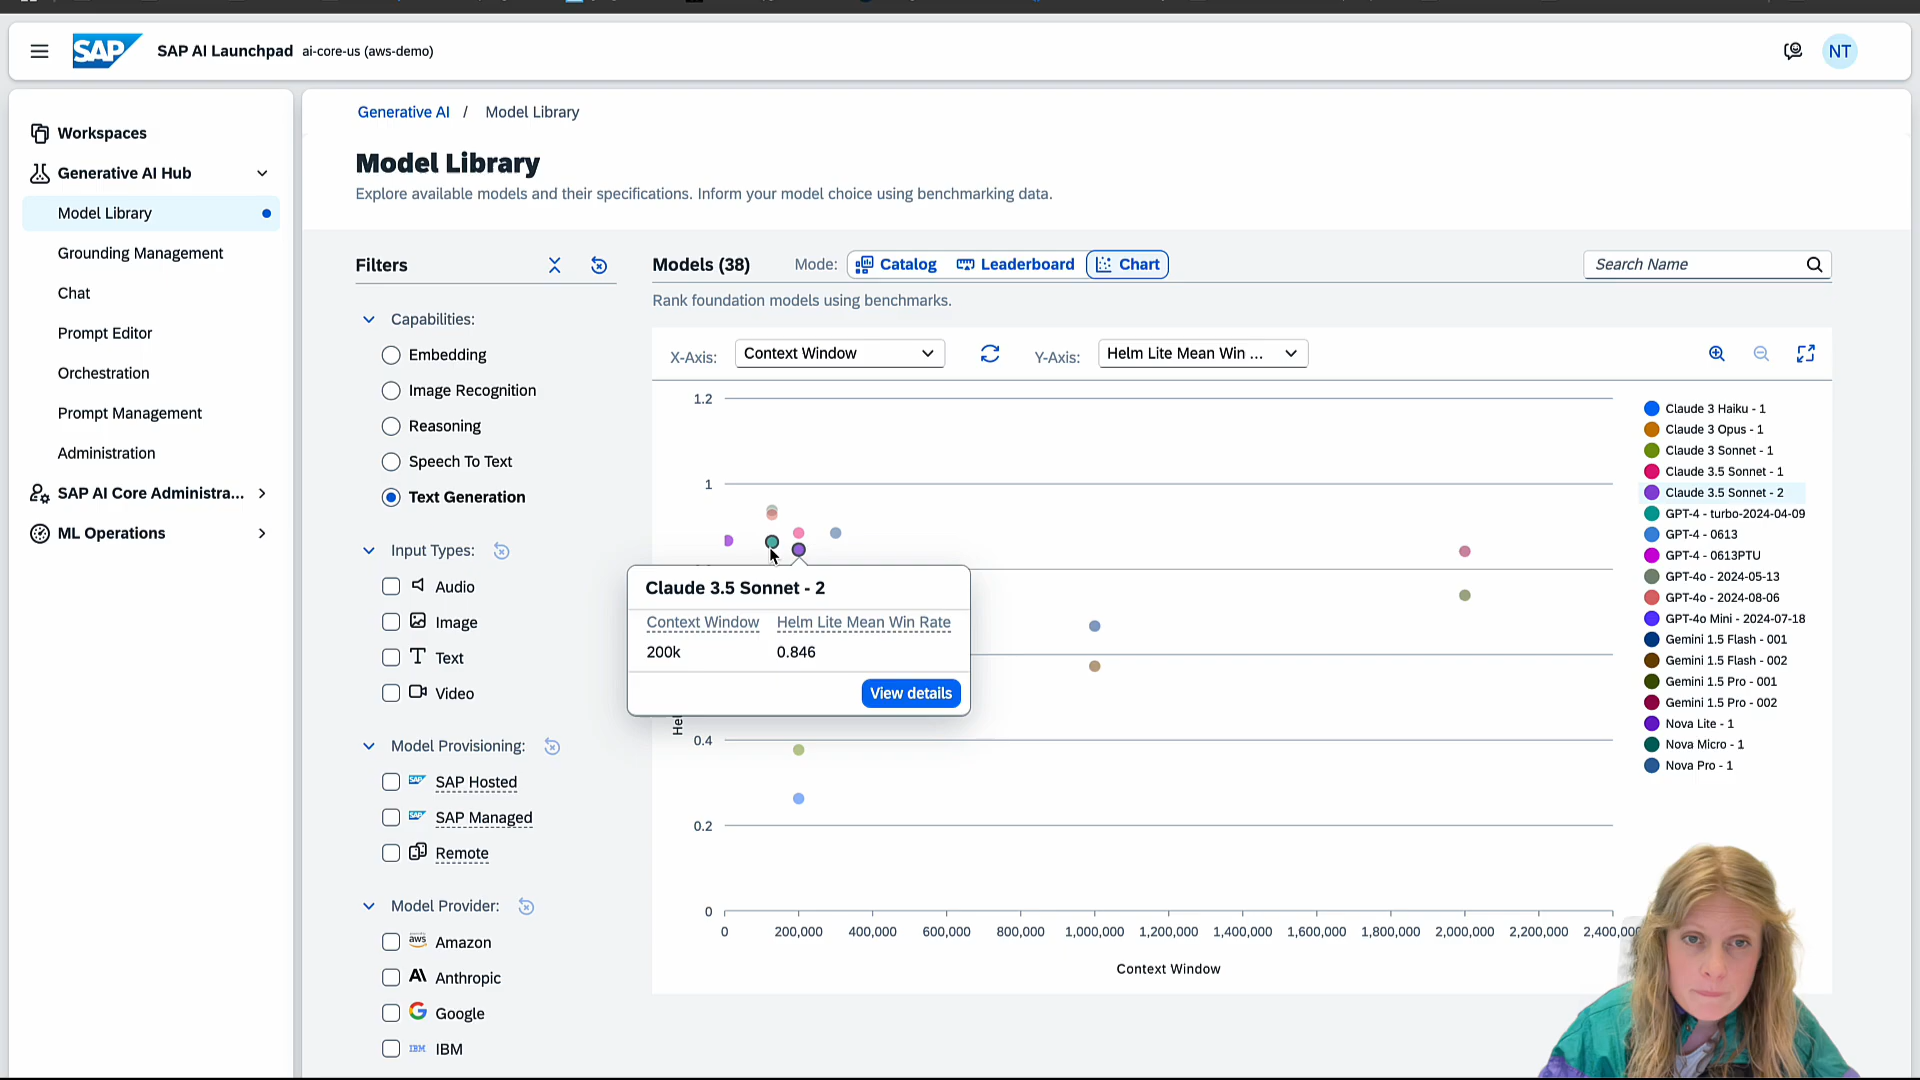 SAP SAP AI Launchpad ai-core-us (aws-demo)
NT
Workspaces
Generative AI Hub
Model Library
Grounding Management
Chat
Prompt Editor
Orchestration
Prompt Management
Administration
SAP AI Core Administra...
ML Operations
Generative AI / Model Library
Model Library
Explore available models and their specifications. Inform your model choice using benchmarking data.
Filters
Capabilities:
Embedding
Image Recognition
Reasoning
Speech To Text
Text Generation
Input Types:
Audio
Image
Text
Video
Model Provisioning:
SAP SAP Hosted
SAP SAP Managed
Remote
Model Provider:
aws Amazon
Anthropic
Google
IBM IBM
Models (38) Mode: Catalog Leaderboard Chart
Search Name
Rank foundation models using benchmarks.
X-Axis: Context Window Y-Axis: Helm Lite Mean Win ...
1.2
1
0.4
0.2
0
Claude 3.5 Sonnet - 2
Context Window Helm Lite Mean Win Rate
200k 0.846
View details
0 200,000 400,000 600,000 800,000 1,000,000 1,200,000 1,400,000 1,600,000 1,800,000 2,000,000 2,200,000 2,400,00
Context Window
Claude 3 Haiku - 1
Claude 3 Opus - 1
Claude 3 Sonnet - 1
Claude 3.5 Sonnet - 1
Claude 3.5 Sonnet - 2
GPT-4 - turbo-2024-04-09
GPT-4 - 0613
GPT-4 - 0613PTU
GPT-4o - 2024-05-13
GPT-4o - 2024-08-06
GPT-4o Mini - 2024-07-18
Gemini 1.5 Flash - 001
Gemini 1.5 Flash - 002
Gemini 1.5 Pro - 001
Gemini 1.5 Pro - 002
Nova Lite - 1
Nova Micro - 1
Nova Pro - 1